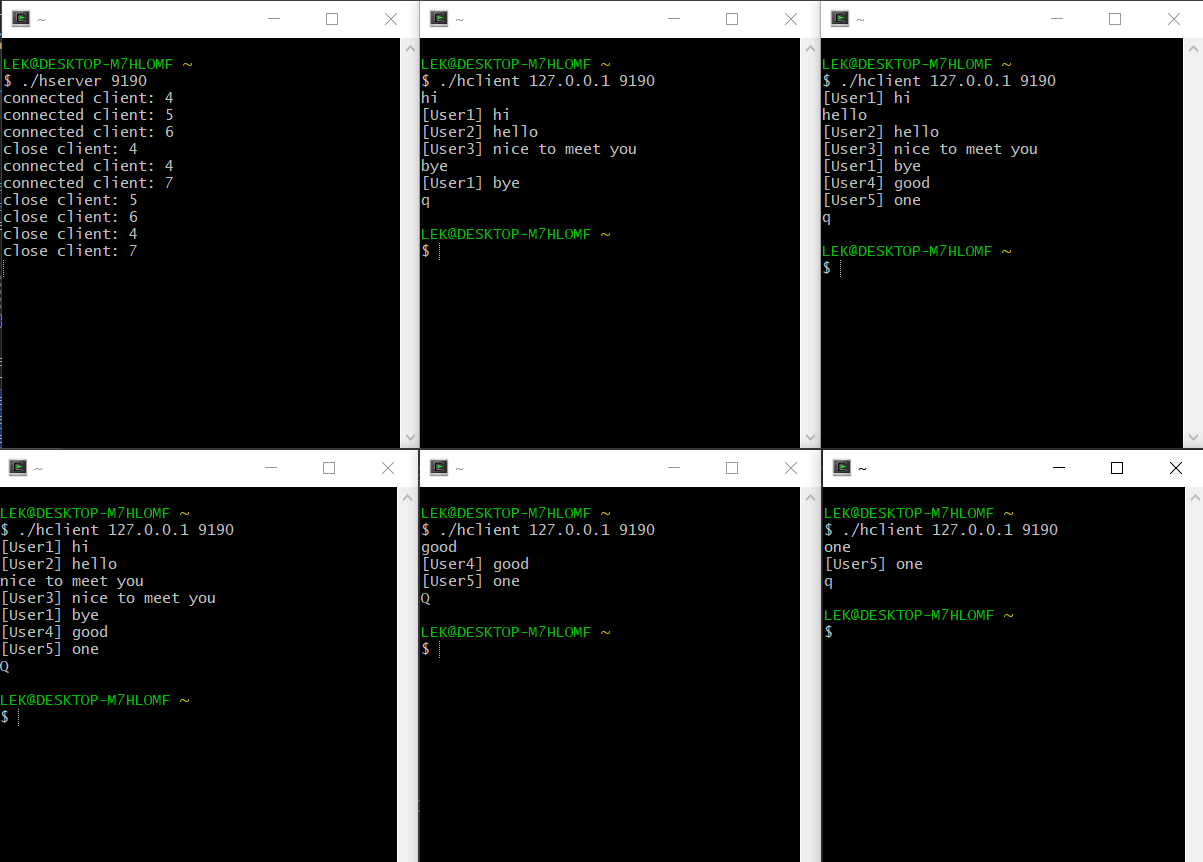 ~
LEK@DESKTOP-M7HLOMF ~
$ ./hserver 9190
connected client: 4
connected client: 5
connected client: 6
close client: 4
connected client: 4
connected client: 7
close client: 5
close client: 6
close client: 4
close client: 7
~
LEK@DESKTOP-M7HLOMF ~
$ ./hclient 127.0.0.1 9190
hi
[User1] hi
[User2] hello
[User3] nice to meet you
bye
[User1] bye
q
LEK@DESKTOP-M7HLOMF ~
$
~
LEK@DESKTOP-M7HLOMF ~
$ ./hclient 127.0.0.1 9190
[User1] hi
hello
[User2] hello
[User3] nice to meet you
[User1] bye
[User4] good
[User5] one
q
LEK@DESKTOP-M7HLOMF ~
$
~
LEK@DESKTOP-M7HLOMF ~
$ ./hclient 127.0.0.1 9190
[User1] hi
[User2] hello
nice to meet you
[User3] nice to meet you
[User1] bye
[User4] good
[User5] one
Q
LEK@DESKTOP-M7HLOMF ~
$
~
LEK@DESKTOP-M7HLOMF ~
$ ./hclient 127.0.0.1 9190
good
[User4] good
[User5] one
Q
LEK@DESKTOP-M7HLOMF ~
$
~
LEK@DESKTOP-M7HLOMF ~
$ ./hclient 127.0.0.1 9190
one
[User5] one
q
LEK@DESKTOP-M7HLOMF ~
$